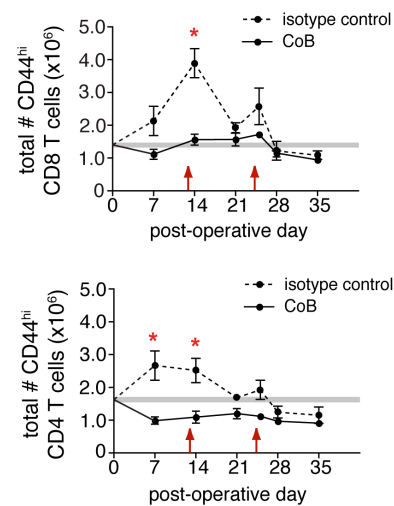 isotype control
CoB
total # CD44hi
CD8 T cells (x10⁶)
5.0
4.0
3.0
2.0
1.0
0
*
0 7 14 21 28 35
post-operative day
isotype control
CoB
total # CD44hi
CD4 T cells (x10⁶)
5.0
4.0
3.0
2.0
1.0
0
* *
0 7 14 21 28 35
post-operative day